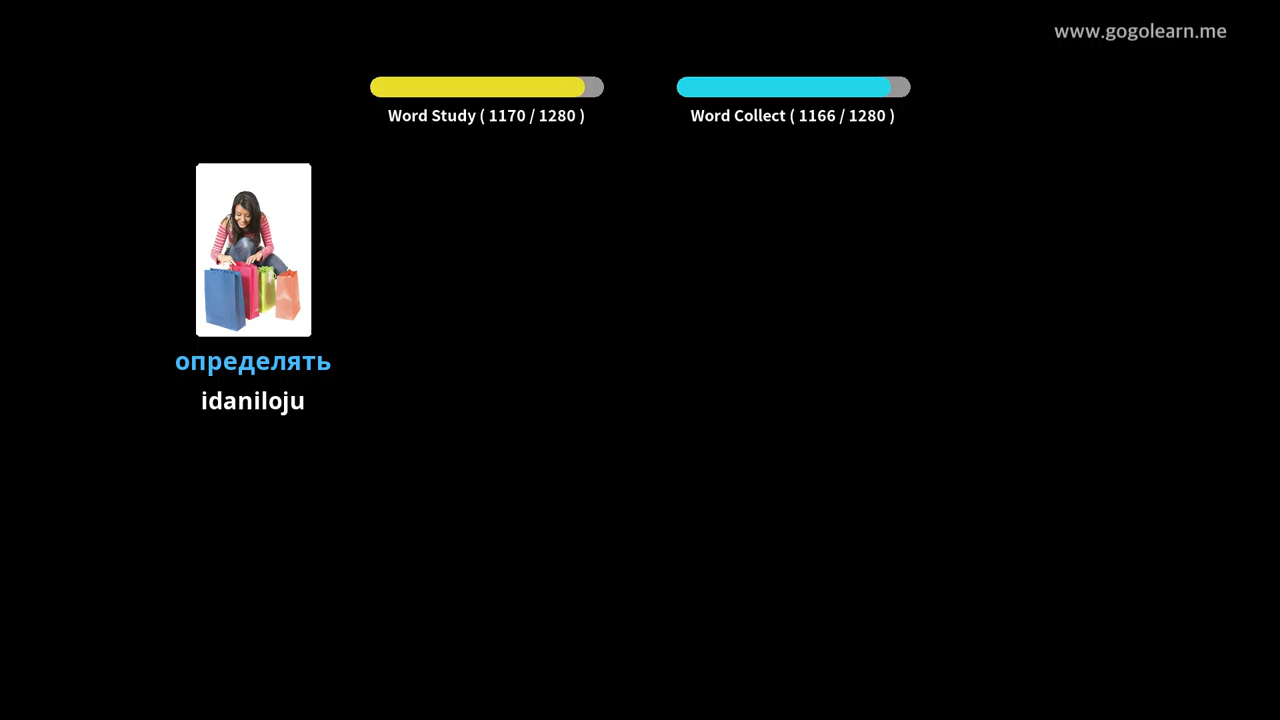 www.gogolearn.me
Word Study ( 1170 / 1280 )
Word Collect ( 1166 / 1280 )
определять
idaniloju